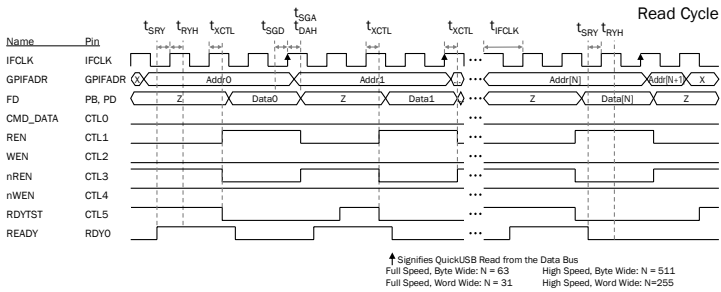 Read Cycle
tSRY tRYH tXCTL tSGD tSGA tDAH tXCTL tXCTL tIFCLK tSRY tRYH
Name Pin
IFCLK IFCLK
GPIFADR GPIFADR X Addr0 Addr1 ... Addr[N] Addr[N+1] X
FD PB, PD Z Data0 Z Data1 ... Z Data[N] Z
CMD_DATA CTL0 ...
REN CTL1 ...
WEN CTL2 ...
nREN CTL3 ...
nWEN CTL4 ...
RDYTST CTL5 ...
READY RDY0 ...
Signifies QuickUSB Read from the Data Bus
Full Speed, Byte Wide: N = 63 High Speed, Byte Wide: N = 511
Full Speed, Word Wide: N = 31 High Speed, Word Wide: N=255